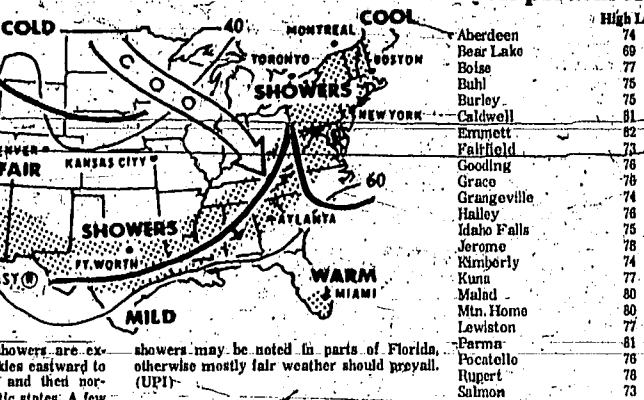 COLD
40
MONTREAL
COOL
TORONTO
BOSTON
COOL
SHOWERS
NEW YORK
FAIR
KANSAS CITY
60
SHOWERS
ATLANTA
FT. WORTH
WARM
MIAMI
MILD
showers are ex-
eastward to
and then nor-
states. A few
showers may be noted in parts of Florida,
otherwise mostly fair weather should prevail.
(UPI)
High L
Aberdeen 74
Bear Lake 69
Boise 77
Buhl 75
Burley 75
Caldwell 81
Emmett 82
Fairfield 73
Gooding 76
Grace 76
Grangeville 74
Hailey 76
Idaho Falls 75
Jerome 78
Kimberly 74
Kuna 77
Malad 80
Mtn. Home 80
Lewiston 77
Parma 81
Pocatello 76
Rupert 78
Salmon 73